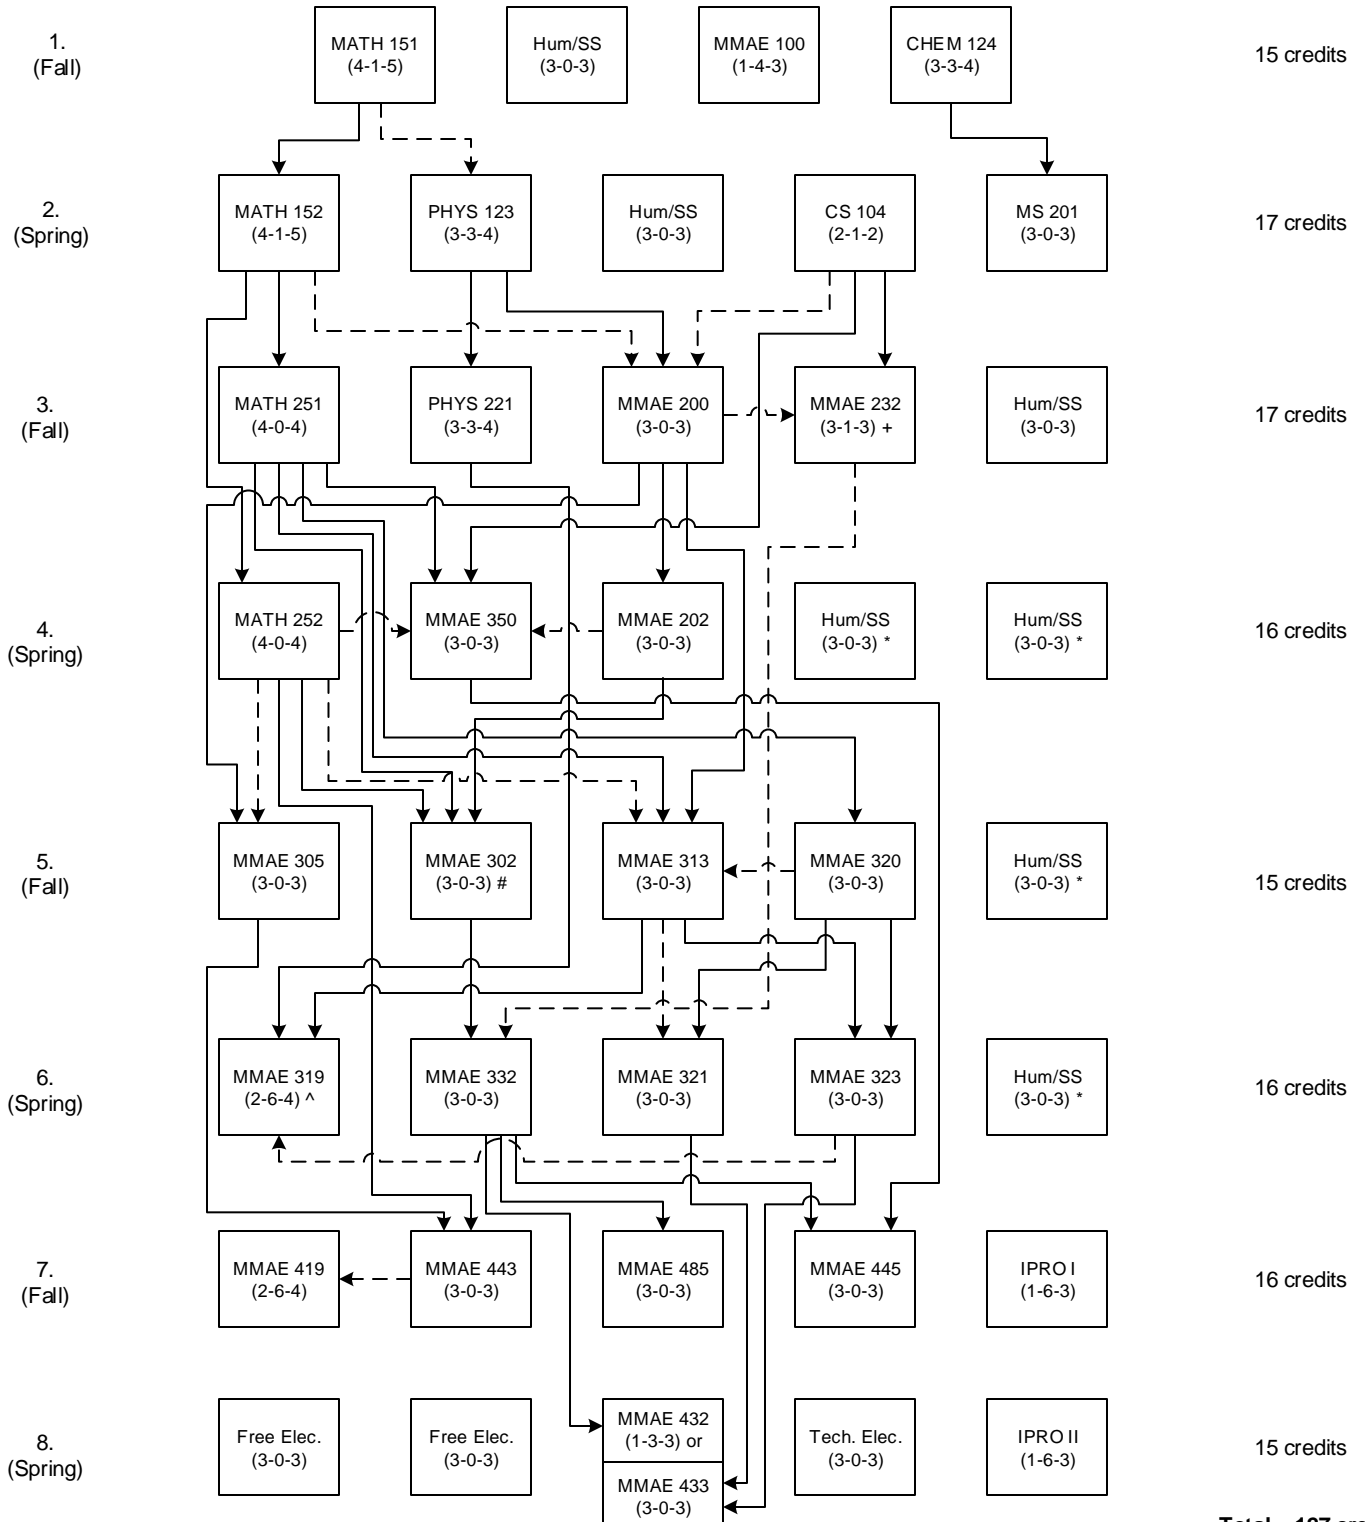 1.
(Fall)
MATH 151
(4-1-5)
Hum/SS
(3-0-3)
MMAE 100
(1-4-3)
CHEM 124
(3-3-4)
15 credits
2.
(Spring)
MATH 152
(4-1-5)
PHYS 123
(3-3-4)
Hum/SS
(3-0-3)
CS 104
(2-1-2)
MS 201
(3-0-3)
17 credits
3.
(Fall)
MATH 251
(4-0-4)
PHYS 221
(3-3-4)
MMAE 200
(3-0-3)
MMAE 232
(3-1-3) +
Hum/SS
(3-0-3)
17 credits
4.
(Spring)
MATH 252
(4-0-4)
MMAE 350
(3-0-3)
MMAE 202
(3-0-3)
Hum/SS
(3-0-3) *
Hum/SS
(3-0-3) *
16 credits
5.
(Fall)
MMAE 305
(3-0-3)
MMAE 302
(3-0-3) #
MMAE 313
(3-0-3)
MMAE 320
(3-0-3)
Hum/SS
(3-0-3) *
15 credits
6.
(Spring)
MMAE 319
(2-6-4) ^
MMAE 332
(3-0-3)
MMAE 321
(3-0-3)
MMAE 323
(3-0-3)
Hum/SS
(3-0-3) *
16 credits
7.
(Fall)
MMAE 419
(2-6-4)
MMAE 443
(3-0-3)
MMAE 485
(3-0-3)
MMAE 445
(3-0-3)
IPRO I
(1-6-3)
16 credits
8.
(Spring)
Free Elec.
(3-0-3)
Free Elec.
(3-0-3)
MMAE 432
(1-3-3) or
MMAE 433
(3-0-3)
Tech. Elec.
(3-0-3)
IPRO II
(1-6-3)
15 credits